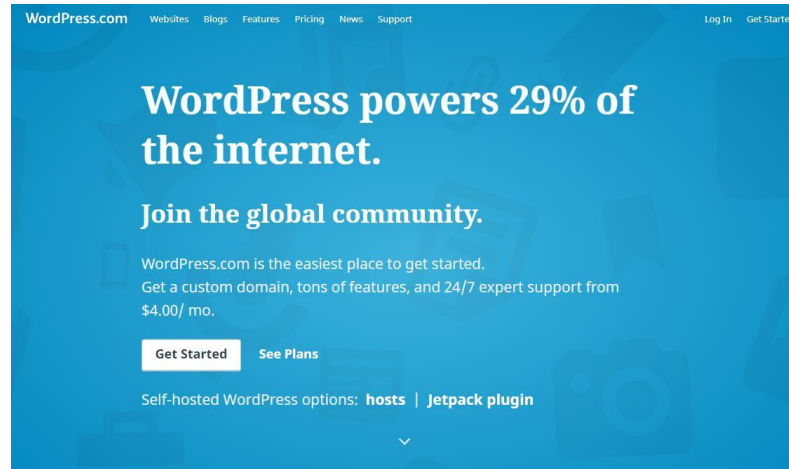 WordPress.com Websites Blogs Features Pricing News Support Log In Get Starte
WordPress powers 29% of
the internet.
Join the global community.
WordPress.com is the easiest place to get started.
Get a custom domain, tons of features, and 24/7 expert support from
$4.00/ mo.
Get Started See Plans
Self-hosted WordPress options: hosts | Jetpack plugin